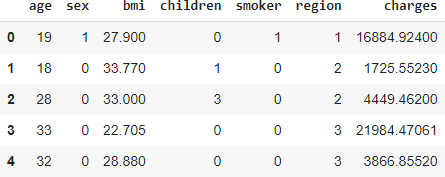 age sex bmi children smoker region charges
0 19 1 27.900 0 1 1 16884.92400
1 18 0 33.770 1 0 2 1725.55230
2 28 0 33.000 3 0 2 4449.46200
3 33 0 22.705 0 0 3 21984.47061
4 32 0 28.880 0 0 3 3866.85520